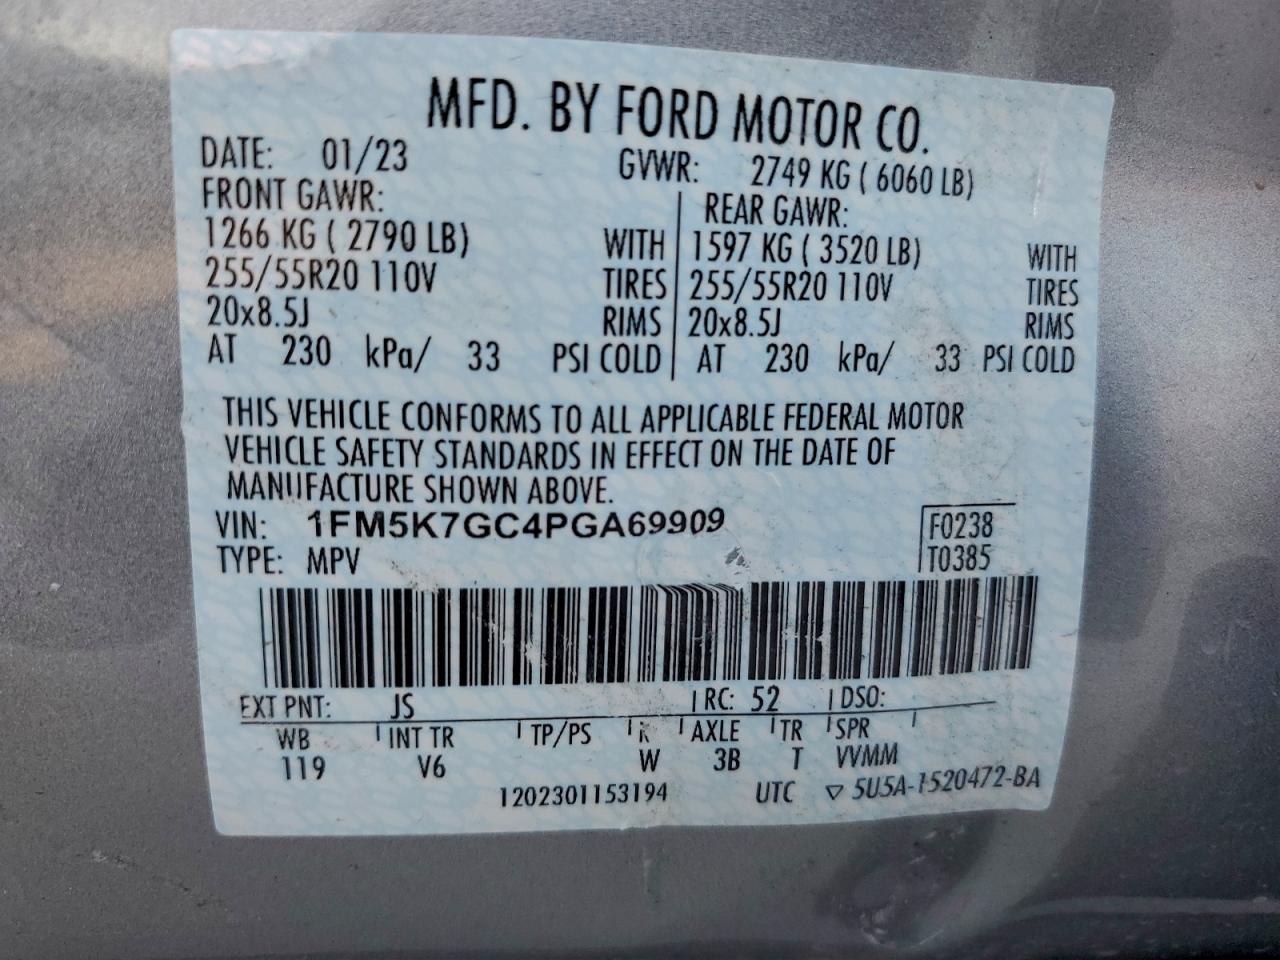 MFD. BY FORD MOTOR CO.
DATE: 01/23 GVWR: 2749 KG ( 6060 LB)
FRONT GAWR: REAR GAWR:
1266 KG ( 2790 LB) WITH 1597 KG ( 3520 LB) WITH
255/55R20 110V TIRES 255/55R20 110V TIRES
20x8.5J RIMS 20x8.5J RIMS
AT 230 kPa/ 33 PSI COLD AT 230 kPa/ 33 PSI COLD
THIS VEHICLE CONFORMS TO ALL APPLICABLE FEDERAL MOTOR
VEHICLE SAFETY STANDARDS IN EFFECT ON THE DATE OF
MANUFACTURE SHOWN ABOVE.
VIN: 1FM5K7GC4PGA69909 F0238
TYPE: MPV T0385
EXT PNT: JS RC: 52 DSO:
WB INT TR TP/PS R AXLE TR SPR
119 V6 W 3B T VVMM
1202301153194 UTC ▽ 5U5A-1520472-BA